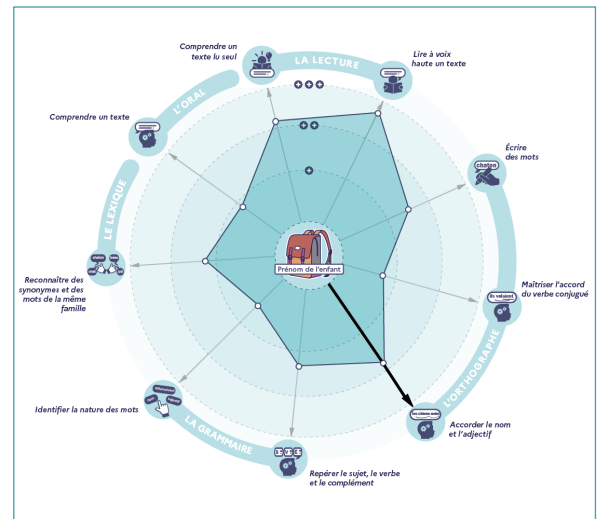 Comprendre un
texte lu seul
LA LECTURE
Lire à voix
haute un texte
L'ORAL
Comprendre un texte
Écrire
des mots
chaton
LE LEXIQUE
Prénom de l'enfant
Reconnaître des
synonymes et des
mots de la même
famille
Maîtriser l'accord
du verbe conjugué
ils volaient
L'ORTHOGRAPHE
Identifier la nature des mots
LA GRAMMAIRE
Accorder le nom
et l'adjectif
Repérer le sujet, le verbe
et le complément